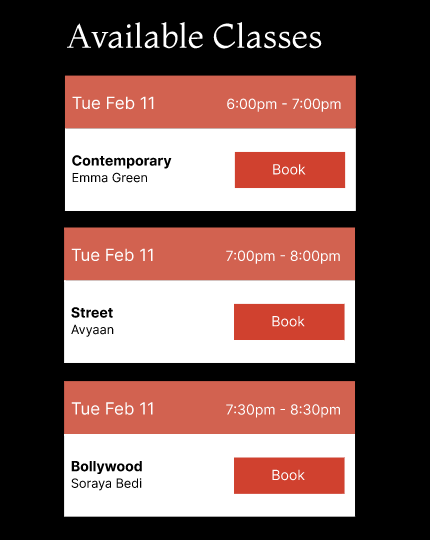 Available Classes
Tue Feb 11 6:00pm - 7:00pm
Contemporary
Emma Green
Book
Tue Feb 11 7:00pm - 8:00pm
Street
Avyaan
Book
Tue Feb 11 7:30pm - 8:30pm
Bollywood
Soraya Bedi
Book